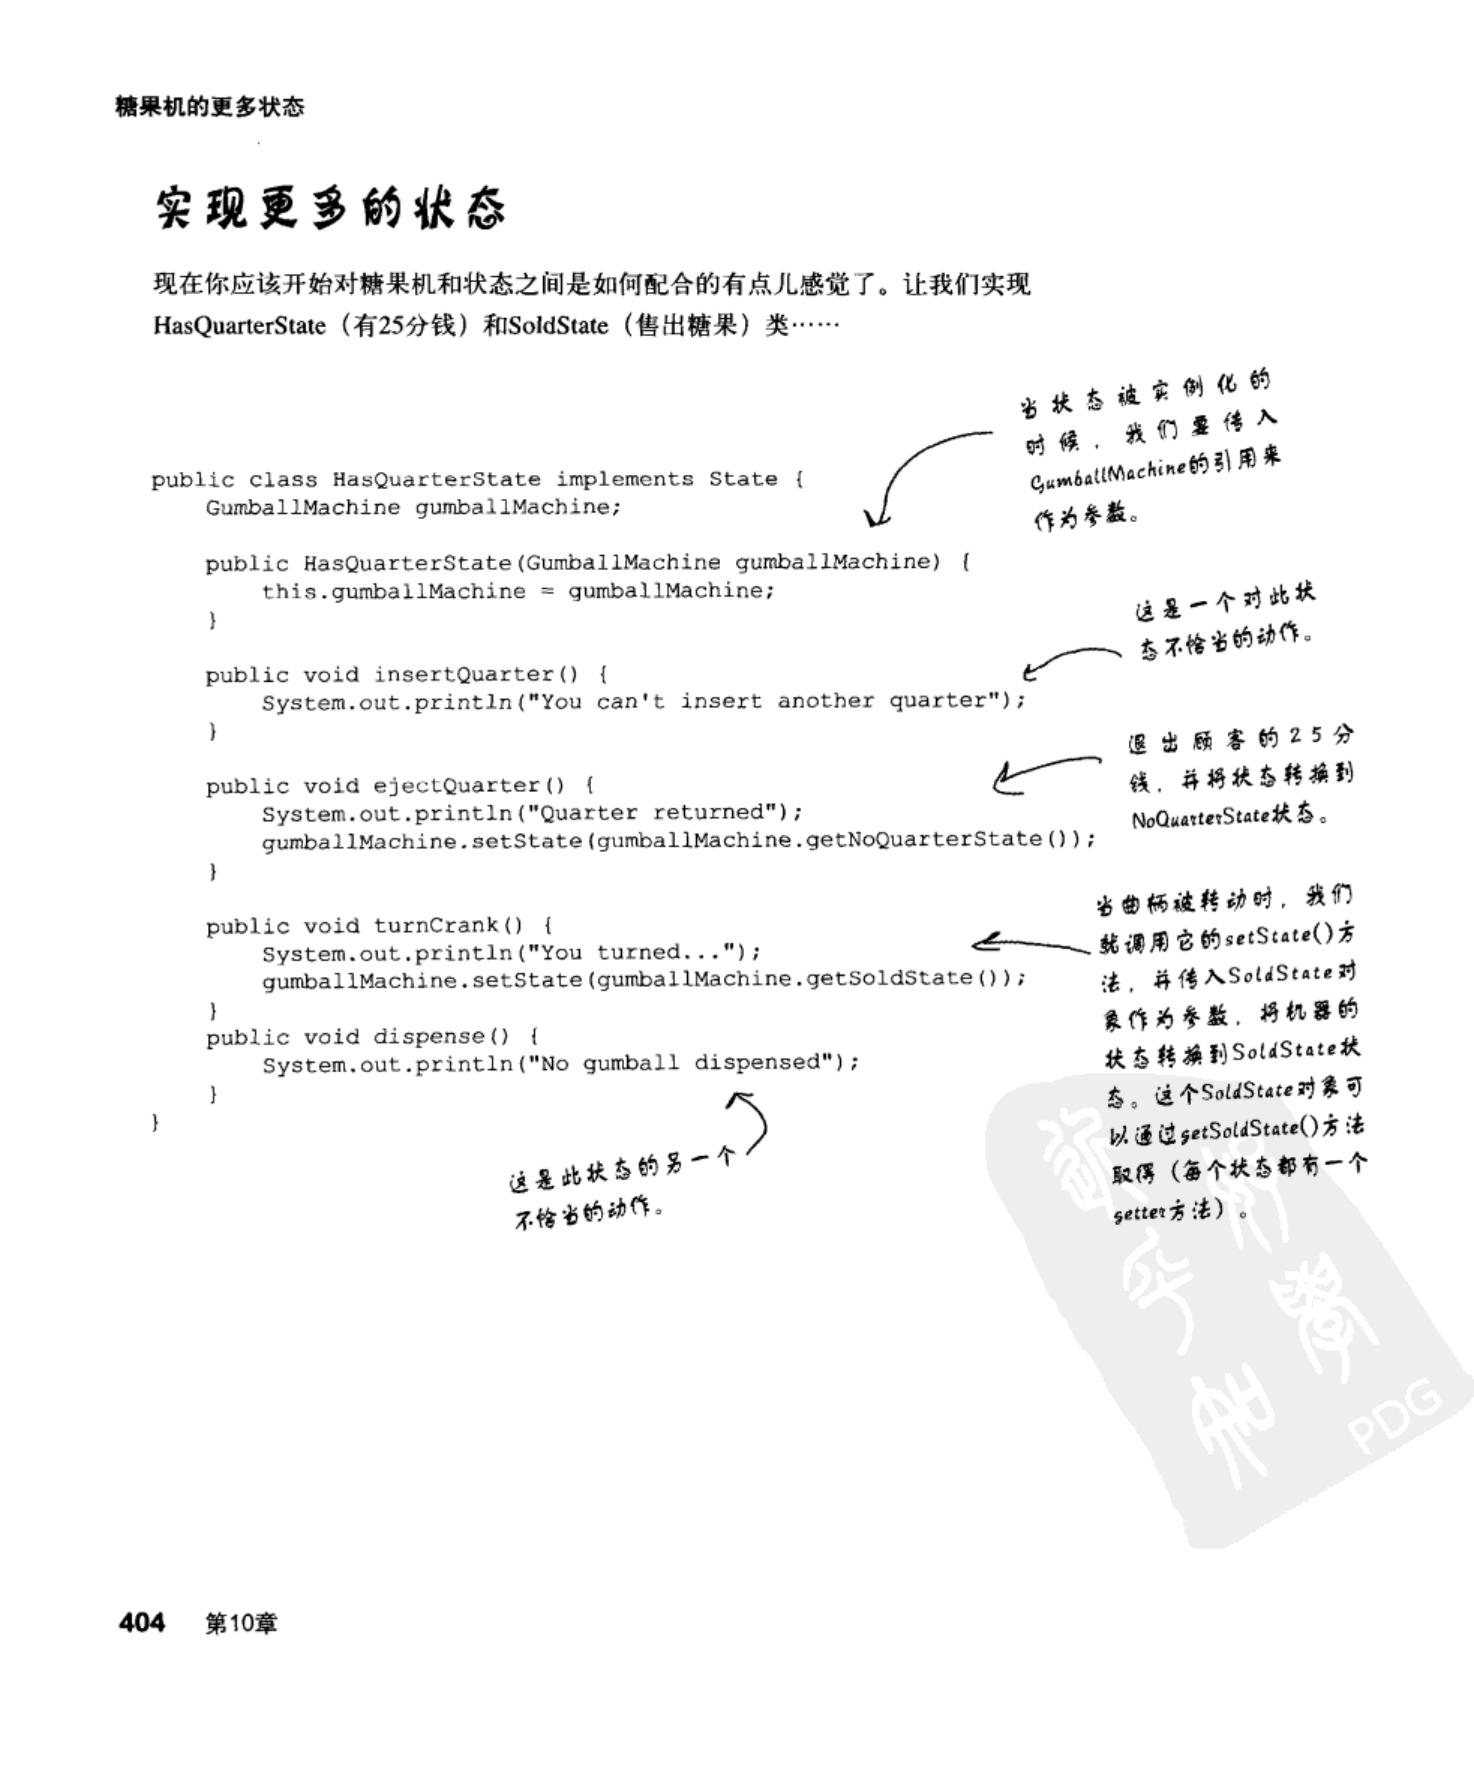 糖果机的更多状态
实现更多的状态
现在你应该开始对糖果机和状态之间是如何配合的有点儿感觉了。让我们实现
HasQuarterState（有25分钱）和SoldState（售出糖果）类……
当状态被实例化的
时候，我们要传入
GumballMachine的引用来
作为参数。
public class HasQuarterState implements State {
    GumballMachine gumballMachine;
    public HasQuarterState(GumballMachine gumballMachine) {
        this.gumballMachine = gumballMachine;
    }
这是一个对此状
态不恰当的动作。
    public void insertQuarter() {
        System.out.println("You can't insert another quarter");
    }
退出顾客的25分
钱，并将状态转换到
NoQuarterState状态。
    public void ejectQuarter() {
        System.out.println("Quarter returned");
        gumballMachine.setState(gumballMachine.getNoQuarterState());
    }
当曲柄被转动时，我们
就调用它的setState()方
法，并传入SoldState对
象作为参数，将机器的
状态转换到SoldState状
态。这个SoldState对象可
以通过getSoldState()方法
取得（每个状态都有一个
getter方法）。
    public void turnCrank() {
        System.out.println("You turned...");
        gumballMachine.setState(gumballMachine.getSoldState());
    }
    public void dispense() {
        System.out.println("No gumball dispensed");
    }
}
这是此状态的另一个
不恰当的动作。
PDG
404 第10章